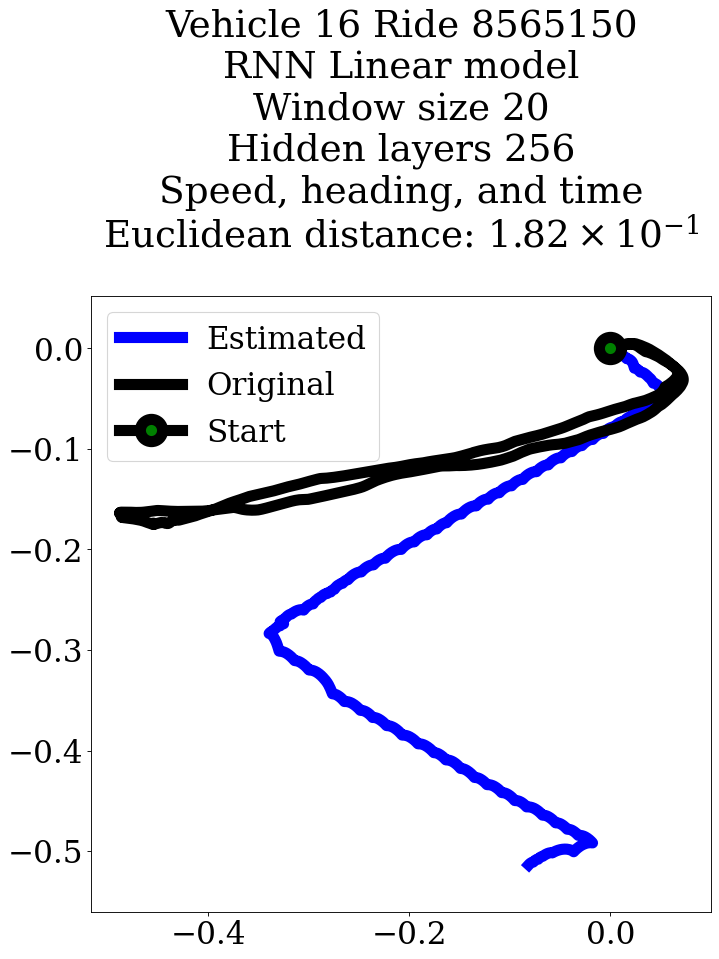 Vehicle 16 Ride 8565150
RNN Linear model
Window size 20
Hidden layers 256
Speed, heading, and time
Euclidean distance: 1.82 × 10⁻¹
Estimated
Original
Start
0.0
−0.1
−0.2
−0.3
−0.4
−0.5
−0.4 −0.2 0.0